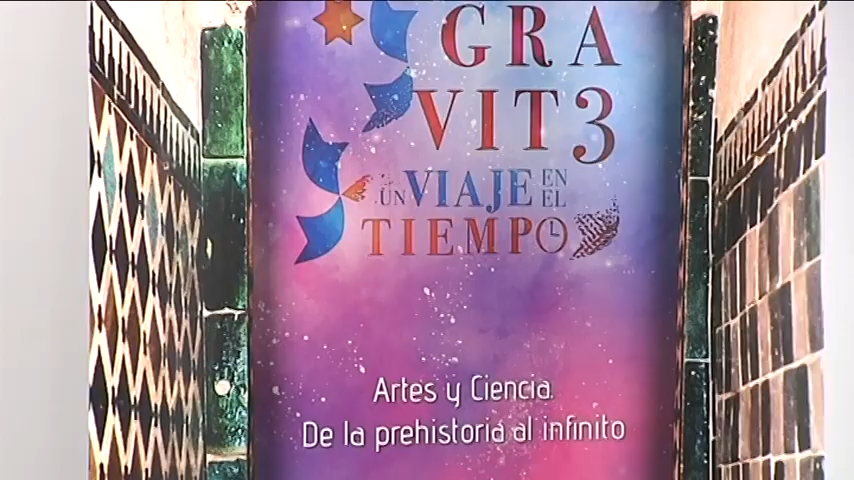 GRA
VIT3
UN VIAJE EN EL
TIEMPO
Artes y Ciencia.
De la prehistoria al infinito